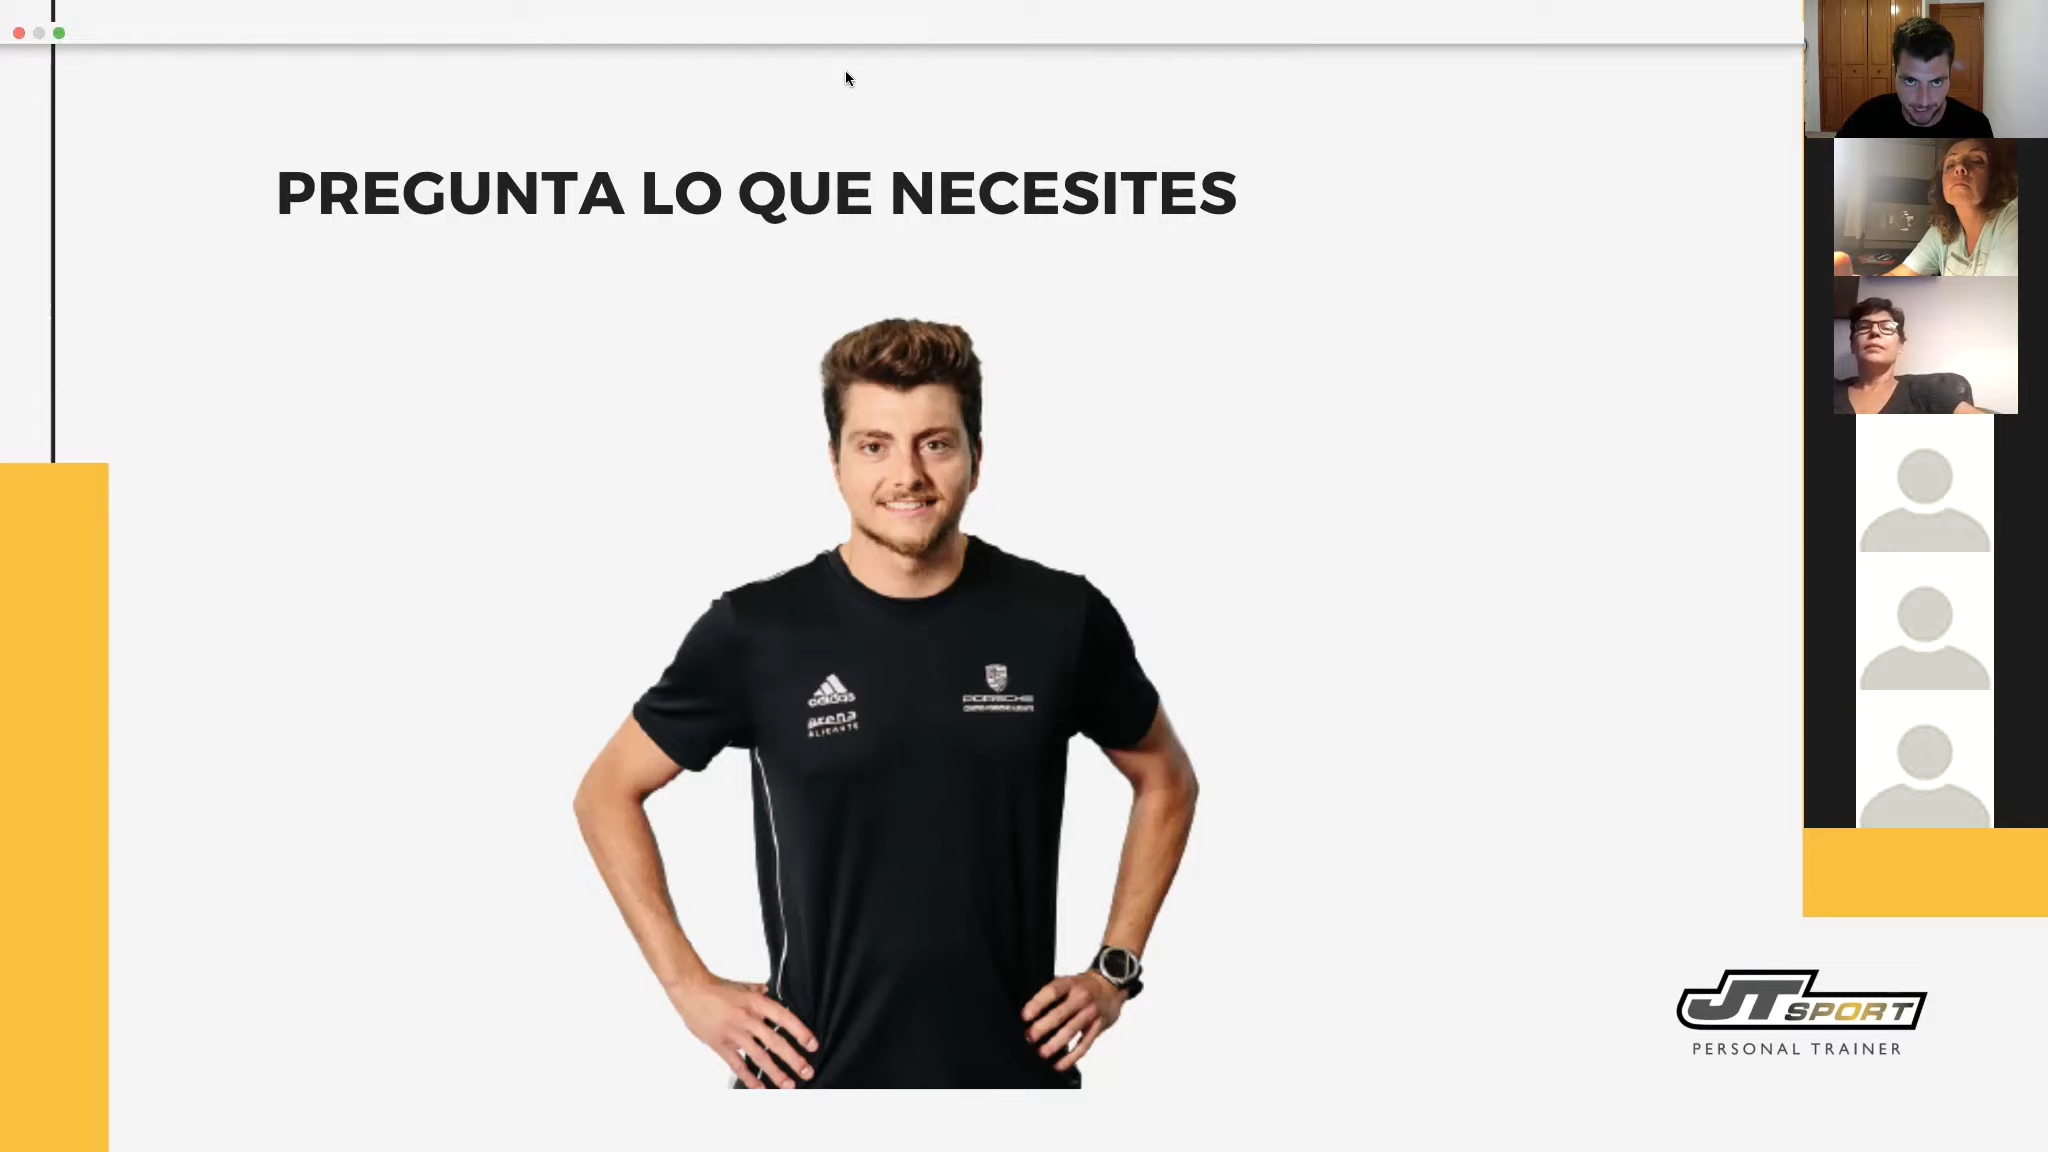 PREGUNTA LO QUE NECESITES
adidas
arena
ALICANTE
PORSCHE
JT SPORT
PERSONAL TRAINER